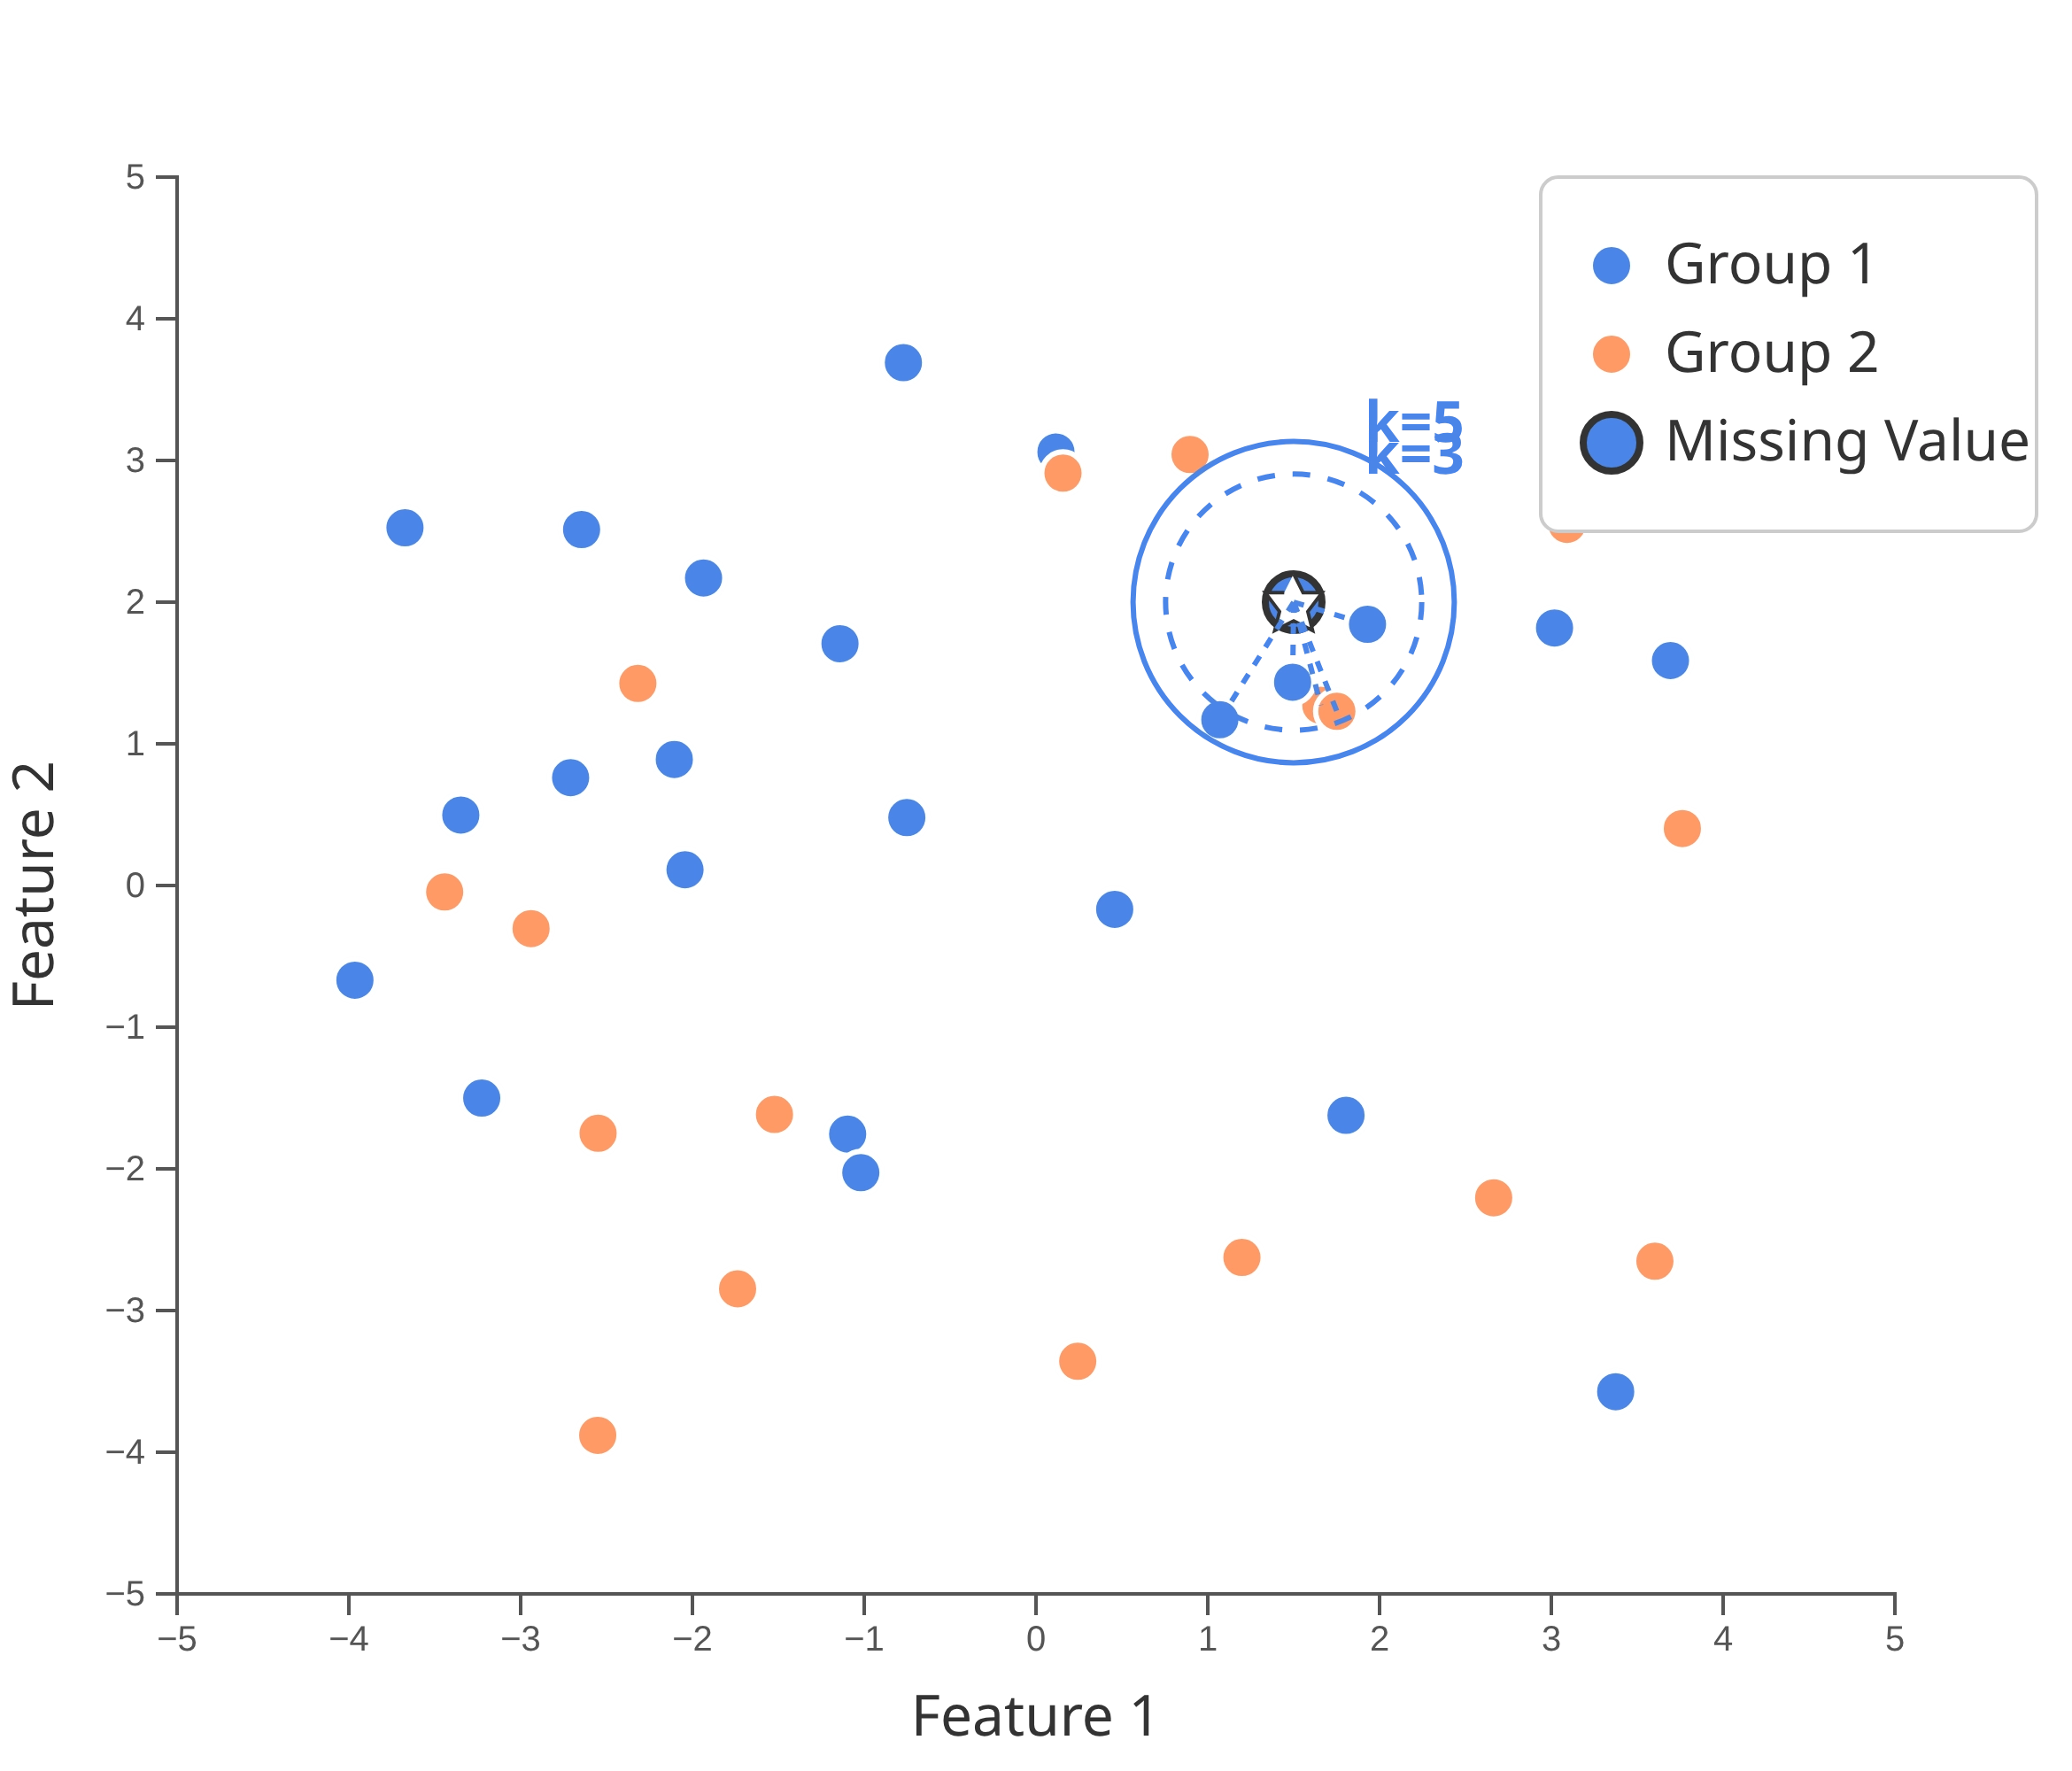 5
4
3
2
1
0
−1
−2
−3
−4
−5
−5 −4 −3 −2 −1 0 1 2 3 4 5
Feature 2
Feature 1
k=5
k=3
Group 1
Group 2
Missing Value